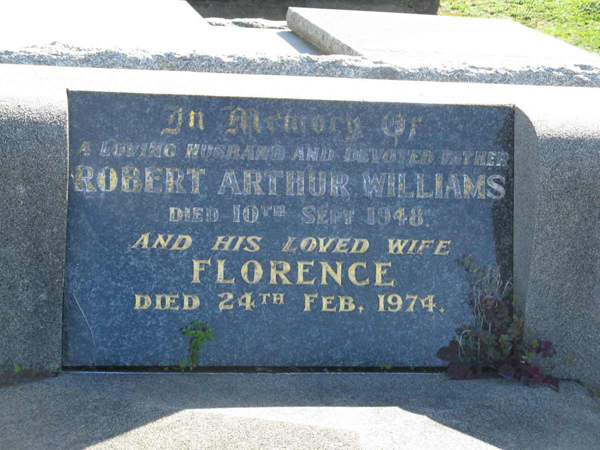 In Memory Of
A LOVING HUSBAND AND DEVOTED FATHER
ROBERT ARTHUR WILLIAMS
DIED 10TH SEPT 1948.
AND HIS LOVED WIFE
FLORENCE
DIED 24TH FEB, 1974.